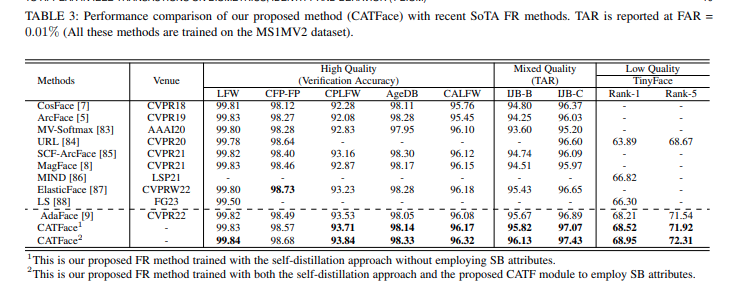 TABLE 3: Performance comparison of our proposed method (CATFace) with recent SoTA FR methods. TAR is reported at FAR =
0.01% (All these methods are trained on the MS1MV2 dataset).
Methods Venue High Quality (Verification Accuracy) Mixed Quality (TAR) Low Quality TinyFace
LFW CFP-FP CPLFW AgeDB CALFW IJB-B IJB-C Rank-1 Rank-5
CosFace [7] CVPR18 99.81 98.12 92.28 98.11 95.76 94.80 96.37 - -
ArcFace [5] CVPR19 99.83 98.27 92.08 98.28 95.45 94.25 96.03 - -
MV-Softmax [83] AAAI20 99.80 98.28 92.83 97.95 96.10 93.60 95.20 - -
URL [84] CVPR20 99.78 98.64 - - - - 96.60 63.89 68.67
SCF-ArcFace [85] CVPR21 99.82 98.40 93.16 98.30 96.12 94.74 96.09 - -
MagFace [8] CVPR21 99.83 98.46 92.87 98.17 96.15 94.51 95.97 - -
MIND [86] LSP21 - - - - - - - 66.82 -
ElasticFace [87] CVPRW22 99.80 98.73 93.23 98.28 96.18 95.43 96.65 - -
LS [88] FG23 99.50 - - - - - - 66.30 -
AdaFace [9] CVPR22 99.82 98.49 93.53 98.05 96.08 95.67 96.89 68.21 71.54
CATFace¹ - 99.83 98.57 93.71 98.14 96.17 95.82 97.07 68.52 71.92
CATFace² - 99.84 98.68 93.84 98.33 96.32 96.13 97.43 68.95 72.31
¹This is our proposed FR method trained with the self-distillation approach without employing SB attributes.
²This is our proposed FR method trained with both the self-distillation approach and the proposed CATF module to employ SB attributes.